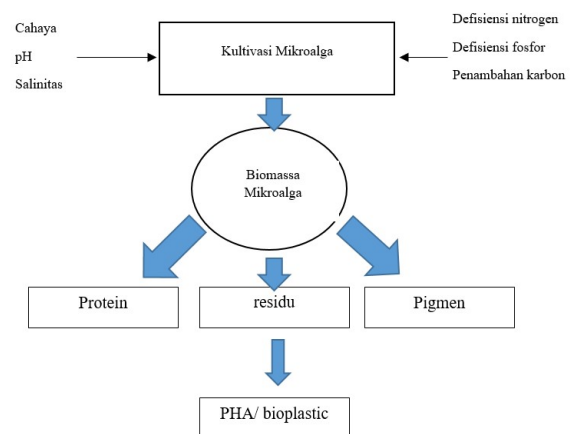 Cahaya
pH
Salinitas
Kultivasi Mikroalga
Defisiensi nitrogen
Defisiensi fosfor
Penambahan karbon
Biomassa
Mikroalga
Protein
residu
Pigmen
PHA/ bioplastic